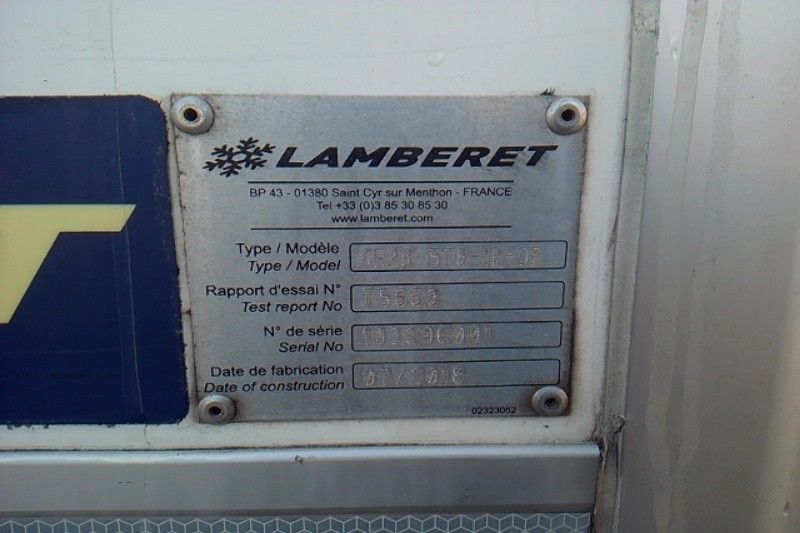 LAMBERET
BP 43 - 01380 Saint Cyr sur Menthon - FRANCE
Tel +33 (0)3 85 30 85 30
www.lamberet.com
Type / Modèle
Type / Model
Rapport d'essai N°
Test report No
N° de série
Serial No
Date de fabrication
Date of construction
07/2018
02323052